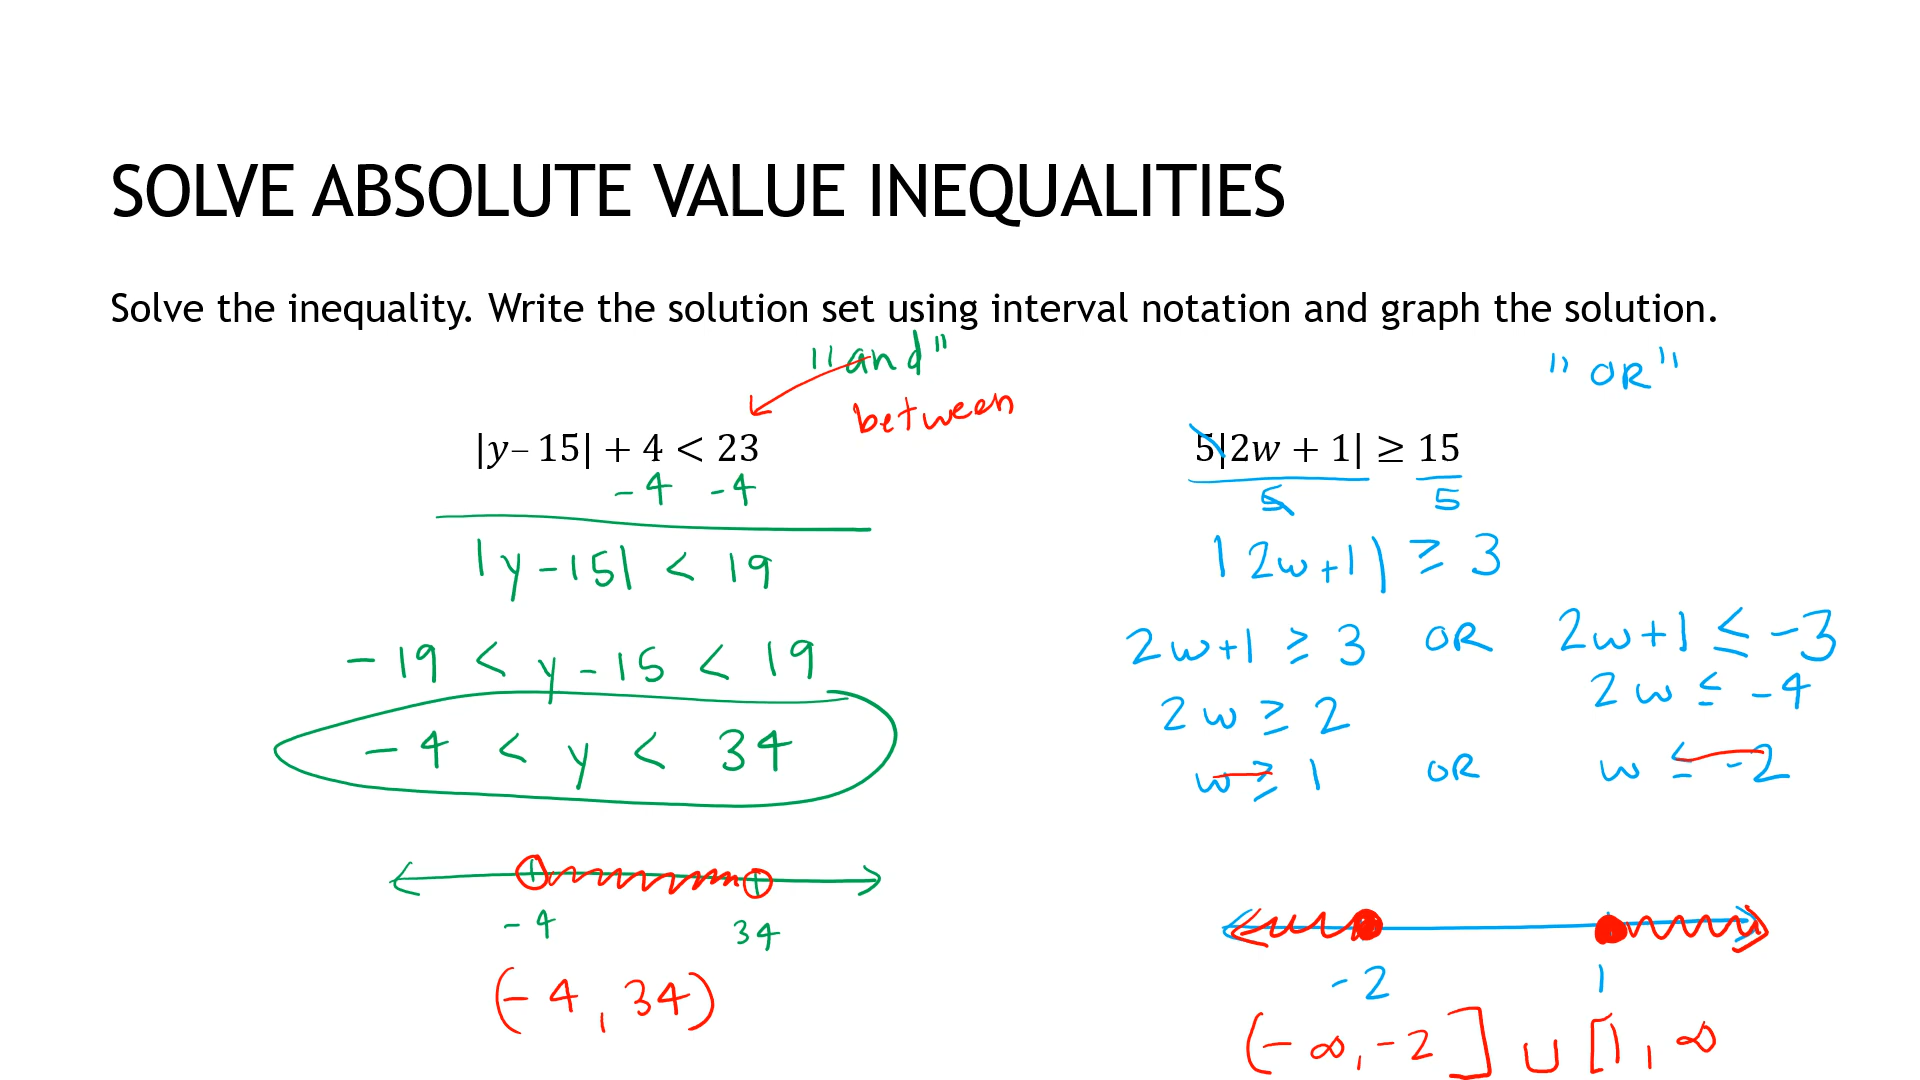 SOLVE ABSOLUTE VALUE INEQUALITIES
Solve the inequality. Write the solution set using interval notation and graph the solution.
"and"
between
|y– 15| + 4 < 23
-4 -4
|y-15| < 19
-19 < y-15 < 19
-4 < y < 34
-4 34
(-4, 34)
"OR"
5|2w + 1| ≥ 15
5 5
|2w+1| ≥ 3
2w+1 ≥ 3 OR 2w+1 ≤ -3
2w ≥ 2 2w ≤ -4
w ≥ 1 OR w ≤ -2
-2 1
(-∞, -2] ∪ [1, ∞